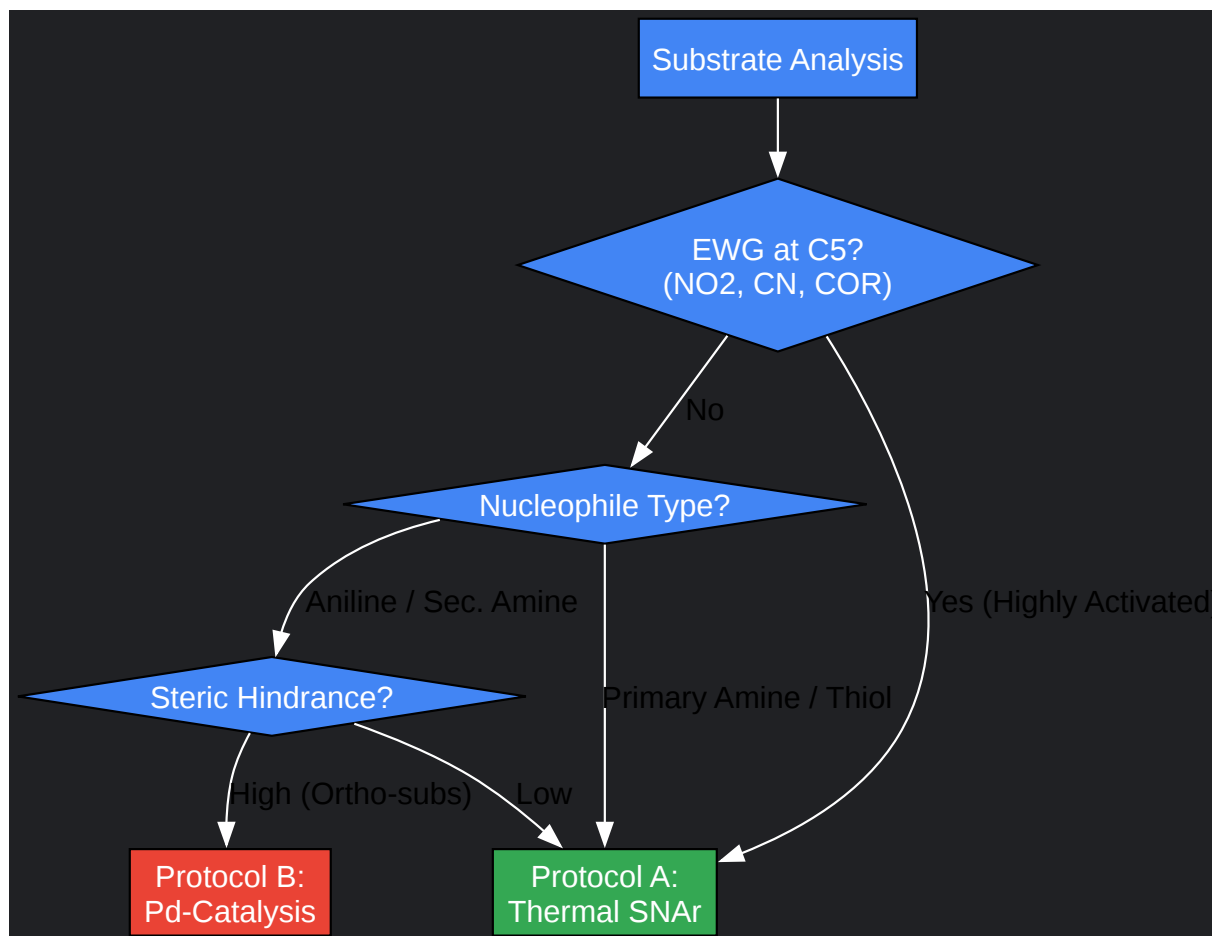 Substrate Analysis
EWG at C5?
(NO2, CN, COR)
No
Nucleophile Type?
Aniline / Sec. Amine
Yes (Highly Activated)
Steric Hindrance?
Primary Amine / Thiol
High (Ortho-subs)
Low
Protocol B:
Pd-Catalysis
Protocol A:
Thermal SNAr